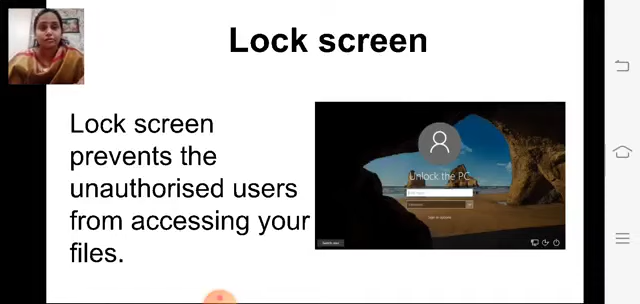 Lock screen
Lock screen
prevents the
unauthorised users
from accessing your
files.
Unlock the PC